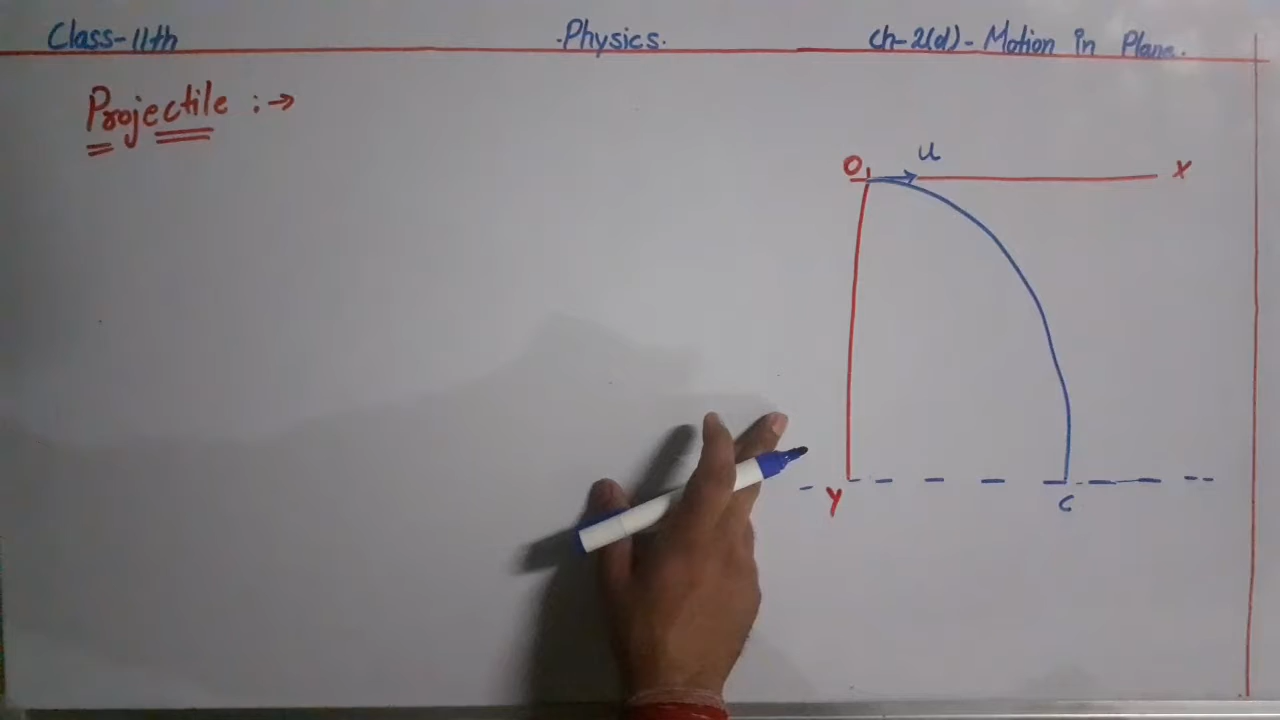 Class-11th Physics. Ch-2(d)- Motion in Plane.
Projectile :→
u
O X
Y C